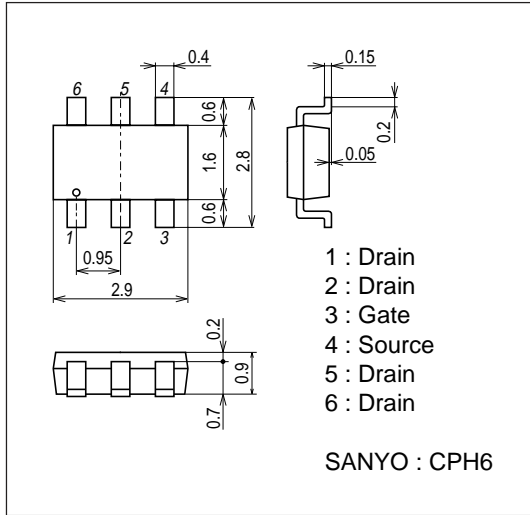 6 5 4 0.4
0.6
1.6
2.8
0.6
1 2 3
0.95
2.9
0.15
0.2
0.05
0.2
0.9
0.7
1 : Drain
2 : Drain
3 : Gate
4 : Source
5 : Drain
6 : Drain
SANYO : CPH6